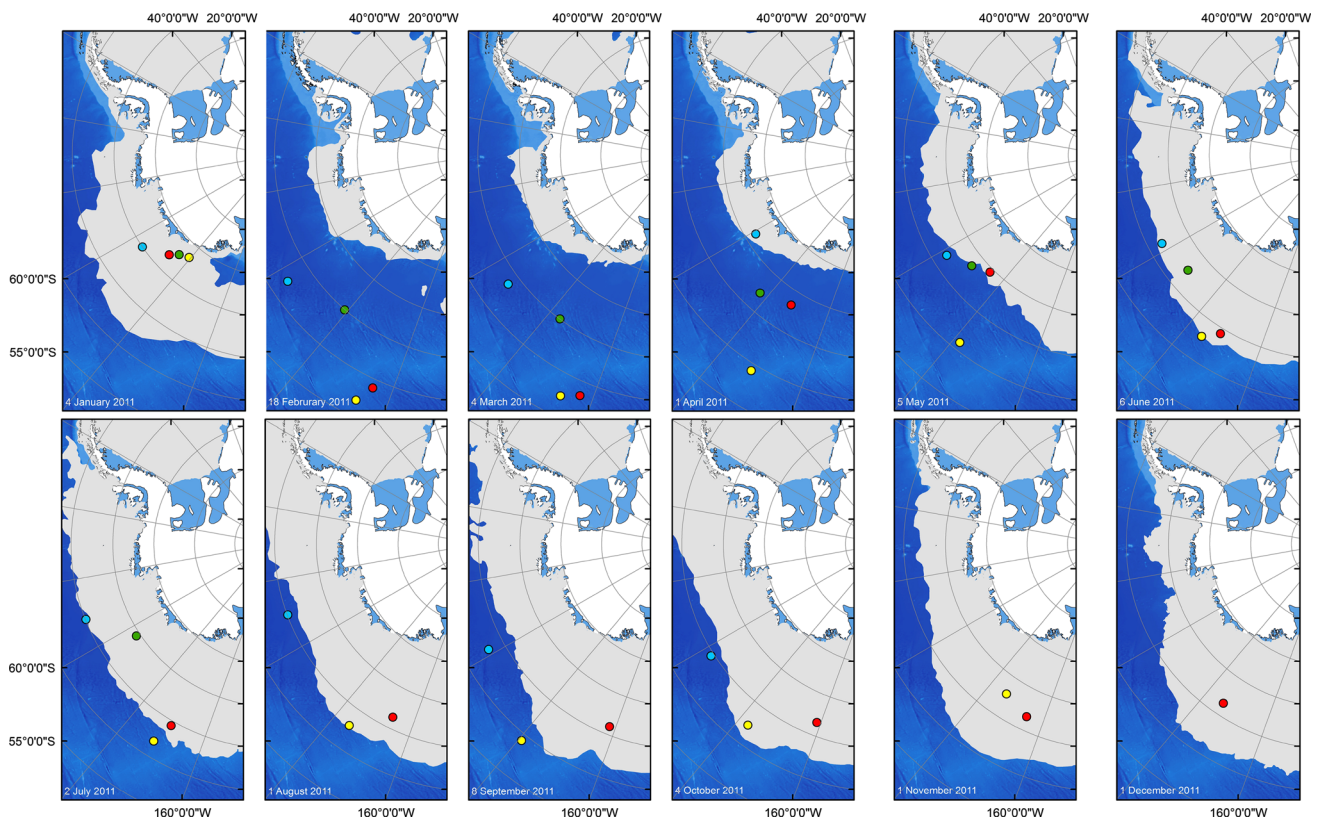 40°0'0"W 20°0'0"W 40°0'0"W 20°0'0"W 40°0'0"W 20°0'0"W 40°0'0"W 20°0'0"W 40°0'0"W 20°0'0"W 40°0'0"W 20°0'0"W
60°0'0"S
55°0'0"S
4 January 2011 18 Februrary 2011 4 March 2011 1 April 2011 5 May 2011 6 June 2011
60°0'0"S
55°0'0"S
2 July 2011 1 August 2011 8 September 2011 4 October 2011 1 November 2011 1 December 2011
160°0'0"W 160°0'0"W 160°0'0"W 160°0'0"W 160°0'0"W 160°0'0"W